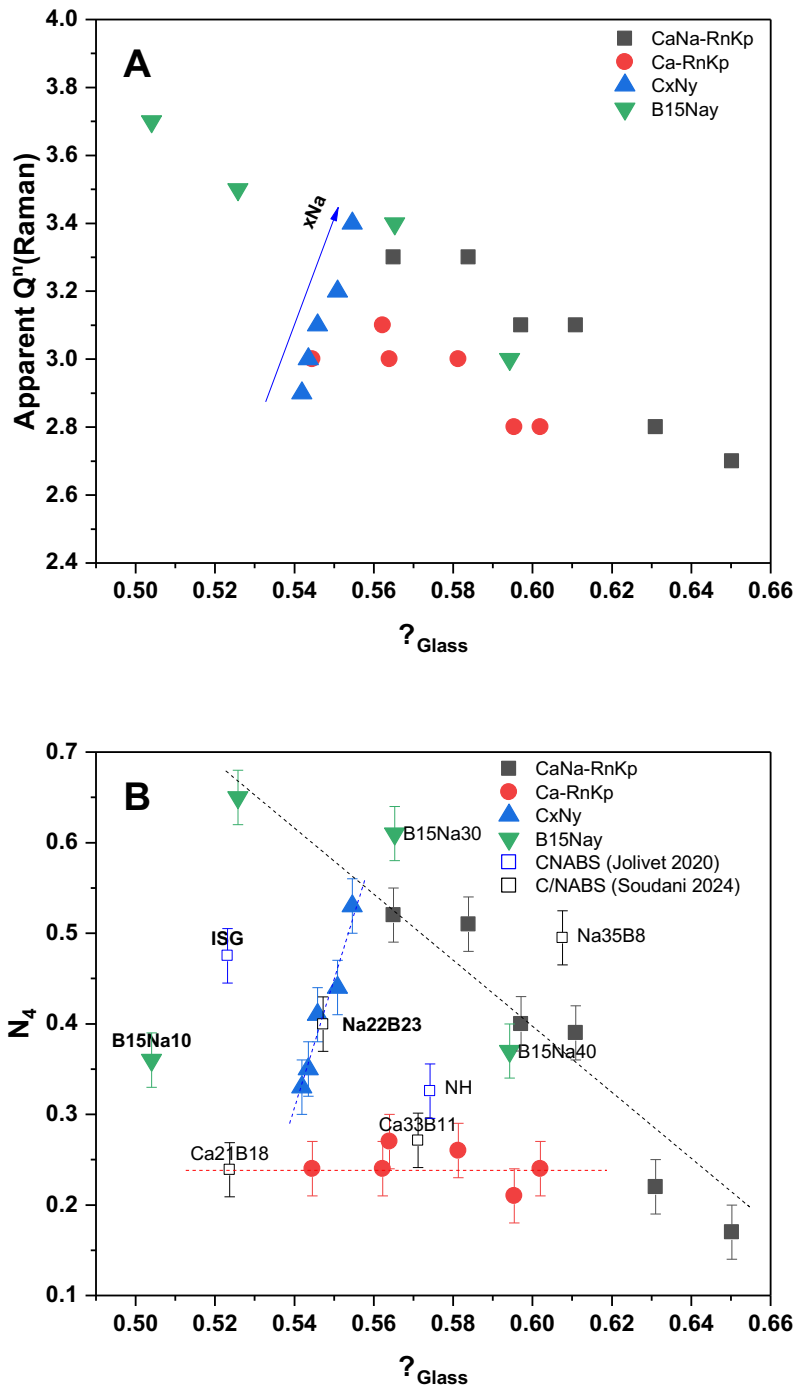 4.0
3.8
3.6
3.4
3.2
3.0
2.8
2.6
2.4
Apparent Qⁿ(Raman)
A
CaNa-RnKp
Ca-RnKp
CxNy
B15Nay
xNa
0.50 0.52 0.54 0.56 0.58 0.60 0.62 0.64 0.66
?Glass
0.7
0.6
0.5
0.4
0.3
0.2
0.1
N₄
B
CaNa-RnKp
Ca-RnKp
CxNy
B15Nay
CNABS (Jolivet 2020)
C/NABS (Soudani 2024)
B15Na30
ISG
Na35B8
Na22B23
B15Na10
B15Na40
NH
Ca33B11
Ca21B18
0.50 0.52 0.54 0.56 0.58 0.60 0.62 0.64 0.66
?Glass